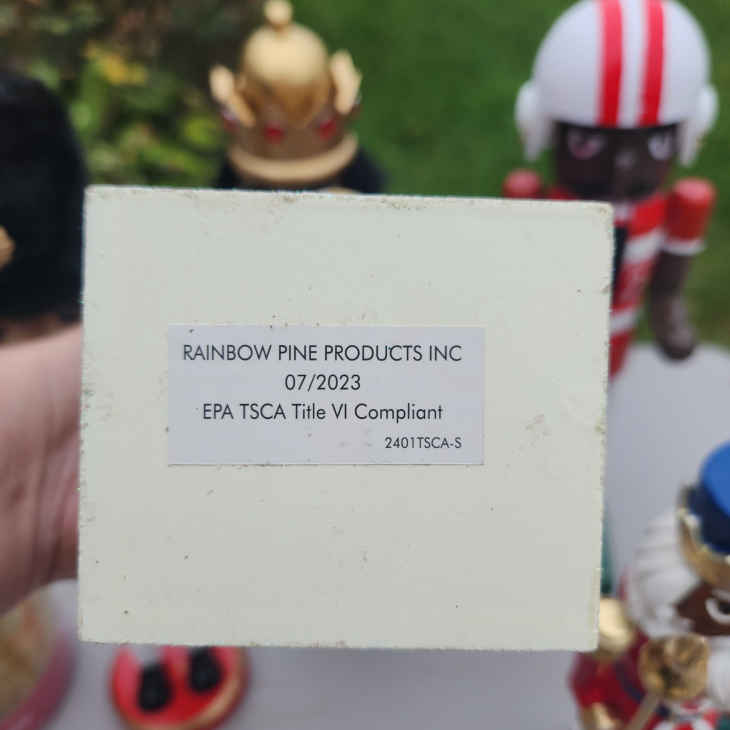 RAINBOW PINE PRODUCTS INC
07/2023
EPA TSCA Title VI Compliant
2401TSCA-S